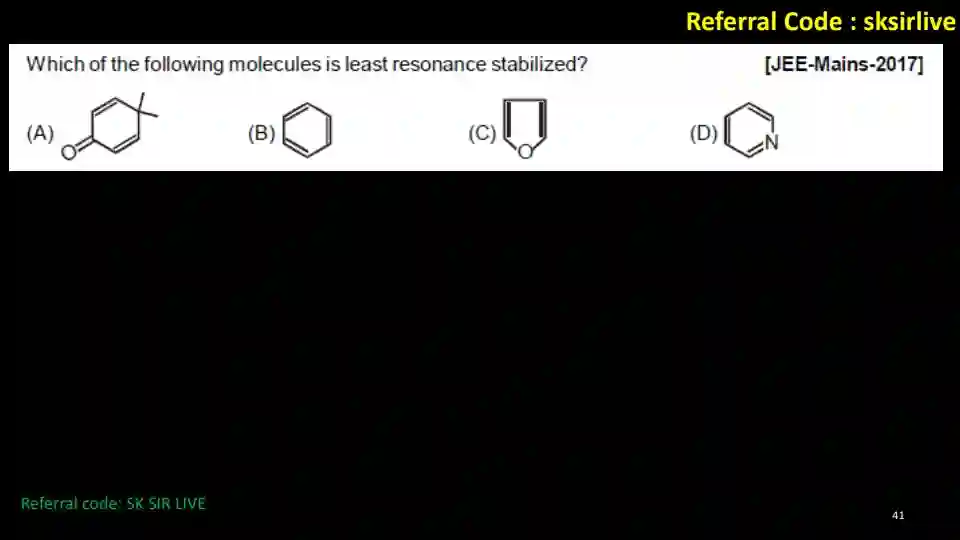 Referral Code : sksirlive
Which of the following molecules is least resonance stabilized? [JEE-Mains-2017]
(A) O (B) (C) O (D) N
Referral code: SK SIR LIVE
41